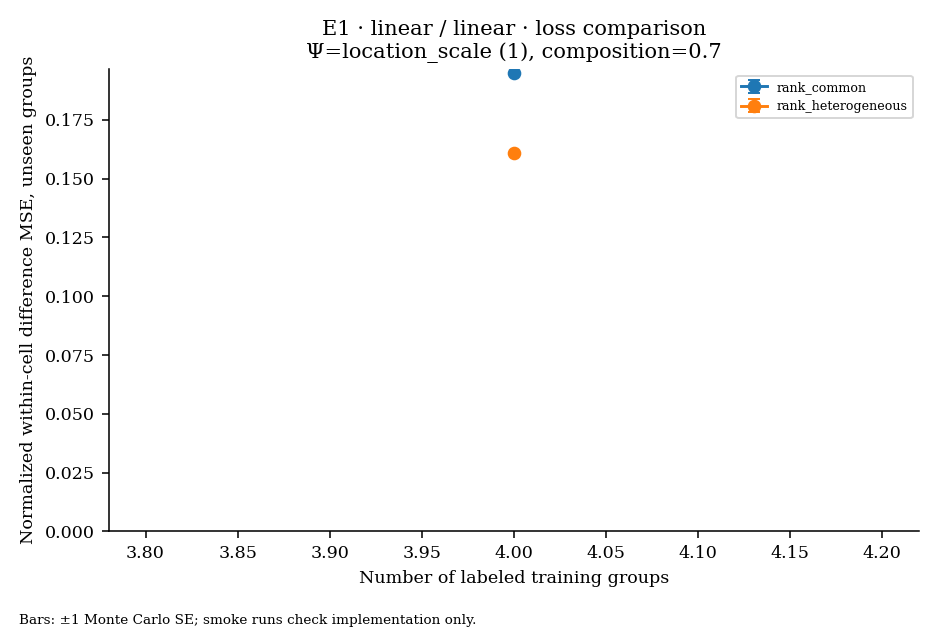 E1 · linear / linear · loss comparison
Ψ=location_scale (1), composition=0.7
Normalized within-cell difference MSE, unseen groups
0.175
0.150
0.125
0.100
0.075
0.050
0.025
0.000
rank_common
rank_heterogeneous
3.80 3.85 3.90 3.95 4.00 4.05 4.10 4.15 4.20
Number of labeled training groups
Bars: ±1 Monte Carlo SE; smoke runs check implementation only.